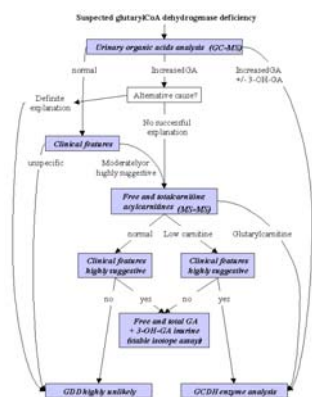 Suspected glutarylCoA dehydrogenase deficiency
Urinary organic acids analysis (GC-MS)
normal
Increased GA
Increased GA
+/- 3-OH-GA
Definite
explanation
Alternative cause?
No successful
explanation
Clinical features
unspecific
Moderately or
highly suggestive
Free and total carnitine
acylcarnitines (MS-MS)
normal
Low carnitine
Glutarylcarnitine
Clinical features
highly suggestive
Clinical features
highly suggestive
no
yes
no
yes
Free and total GA
+ 3-OH-GA in urine
(stable isotope assay)
GDD highly unlikely
GCDH enzyme analysis